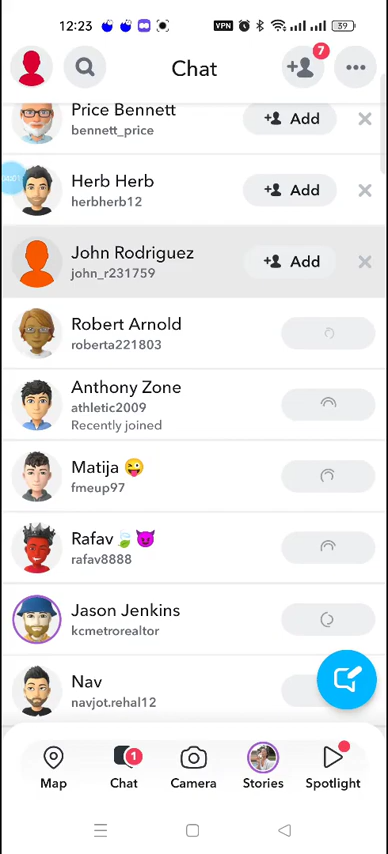 12:23
VPN
39
Chat
7
Price Bennett
bennett_price
Add
Herb Herb
herbherb12
Add
John Rodriguez
john_r231759
Add
Robert Arnold
roberta221803
Anthony Zone
athletic2009
Recently joined
Matija 😜
fmeup97
Rafav🍃😈
rafav8888
Jason Jenkins
kcmetrorealtor
Nav
navjot.rehal12
1
Map
Chat
Camera
Stories
Spotlight